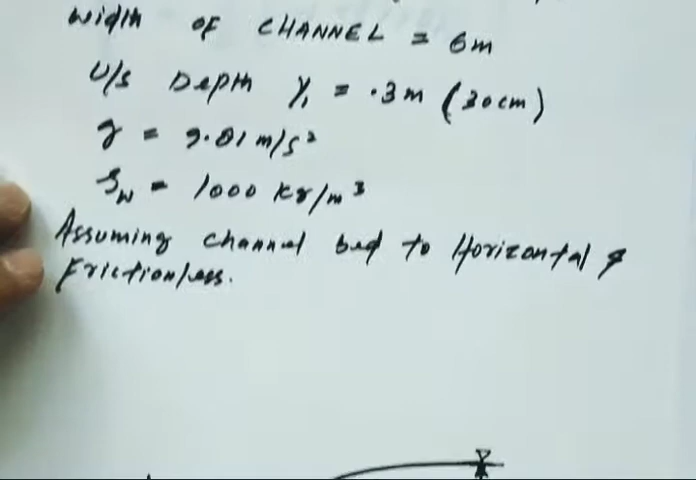 Width OF CHANNEL = 6m
U/s Depth Y₁ = .3m (30cm)
g = 9.81 m/s²
ρw = 1000 kg/m³
Assuming channel bed to Horizontal &
Frictionless.